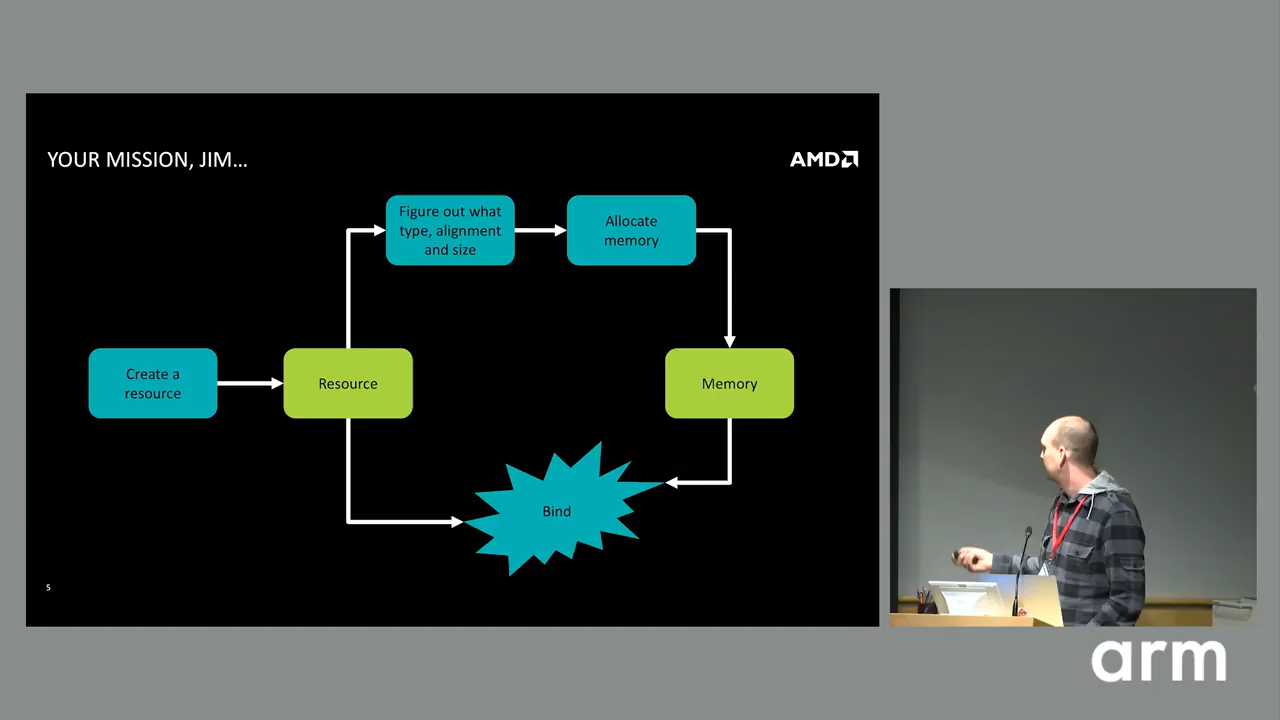 YOUR MISSION, JIM...
AMD
Figure out what
type, alignment
and size
Allocate
memory
Create a
resource
Resource
Memory
Bind
5
arm